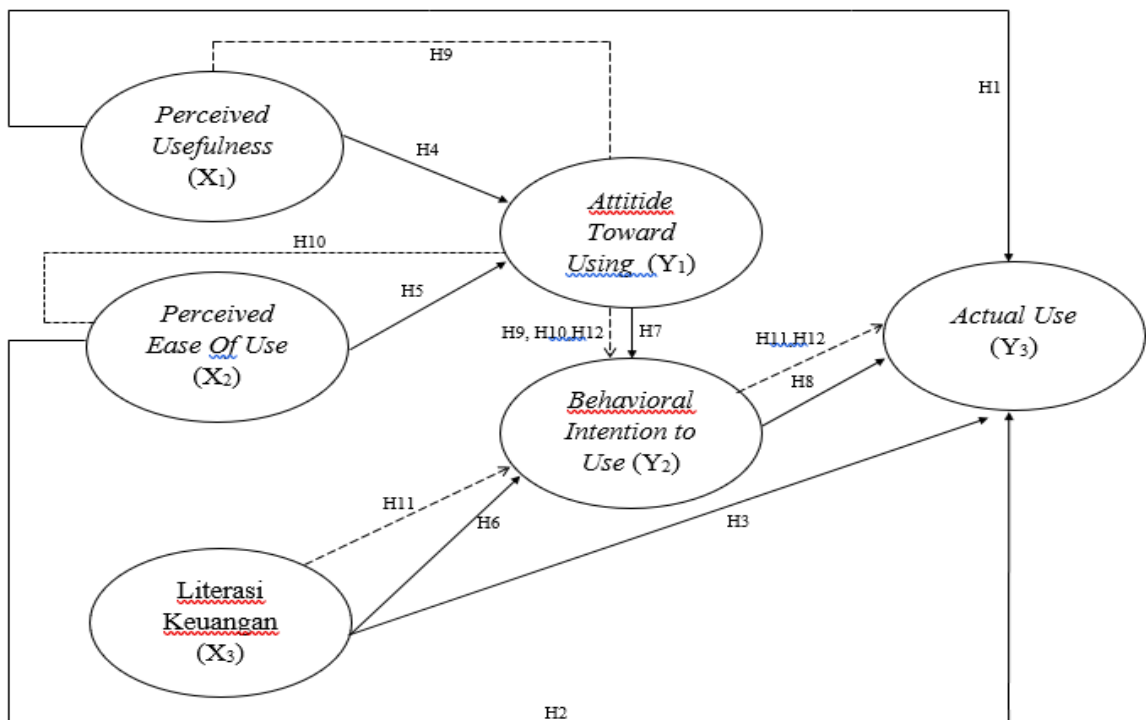 H9
H1
Perceived
Usefulness
(X₁)
H4
Attitide
Toward
Using (Y₁)
H10
H5
Perceived
Ease Of Use
(X₂)
H9, H10,H12
H7
H11,H12
Actual Use
(Y₃)
H8
Behavioral
Intention to
Use (Y₂)
H11
H6
H3
Literasi
Keuangan
(X₃)
H2